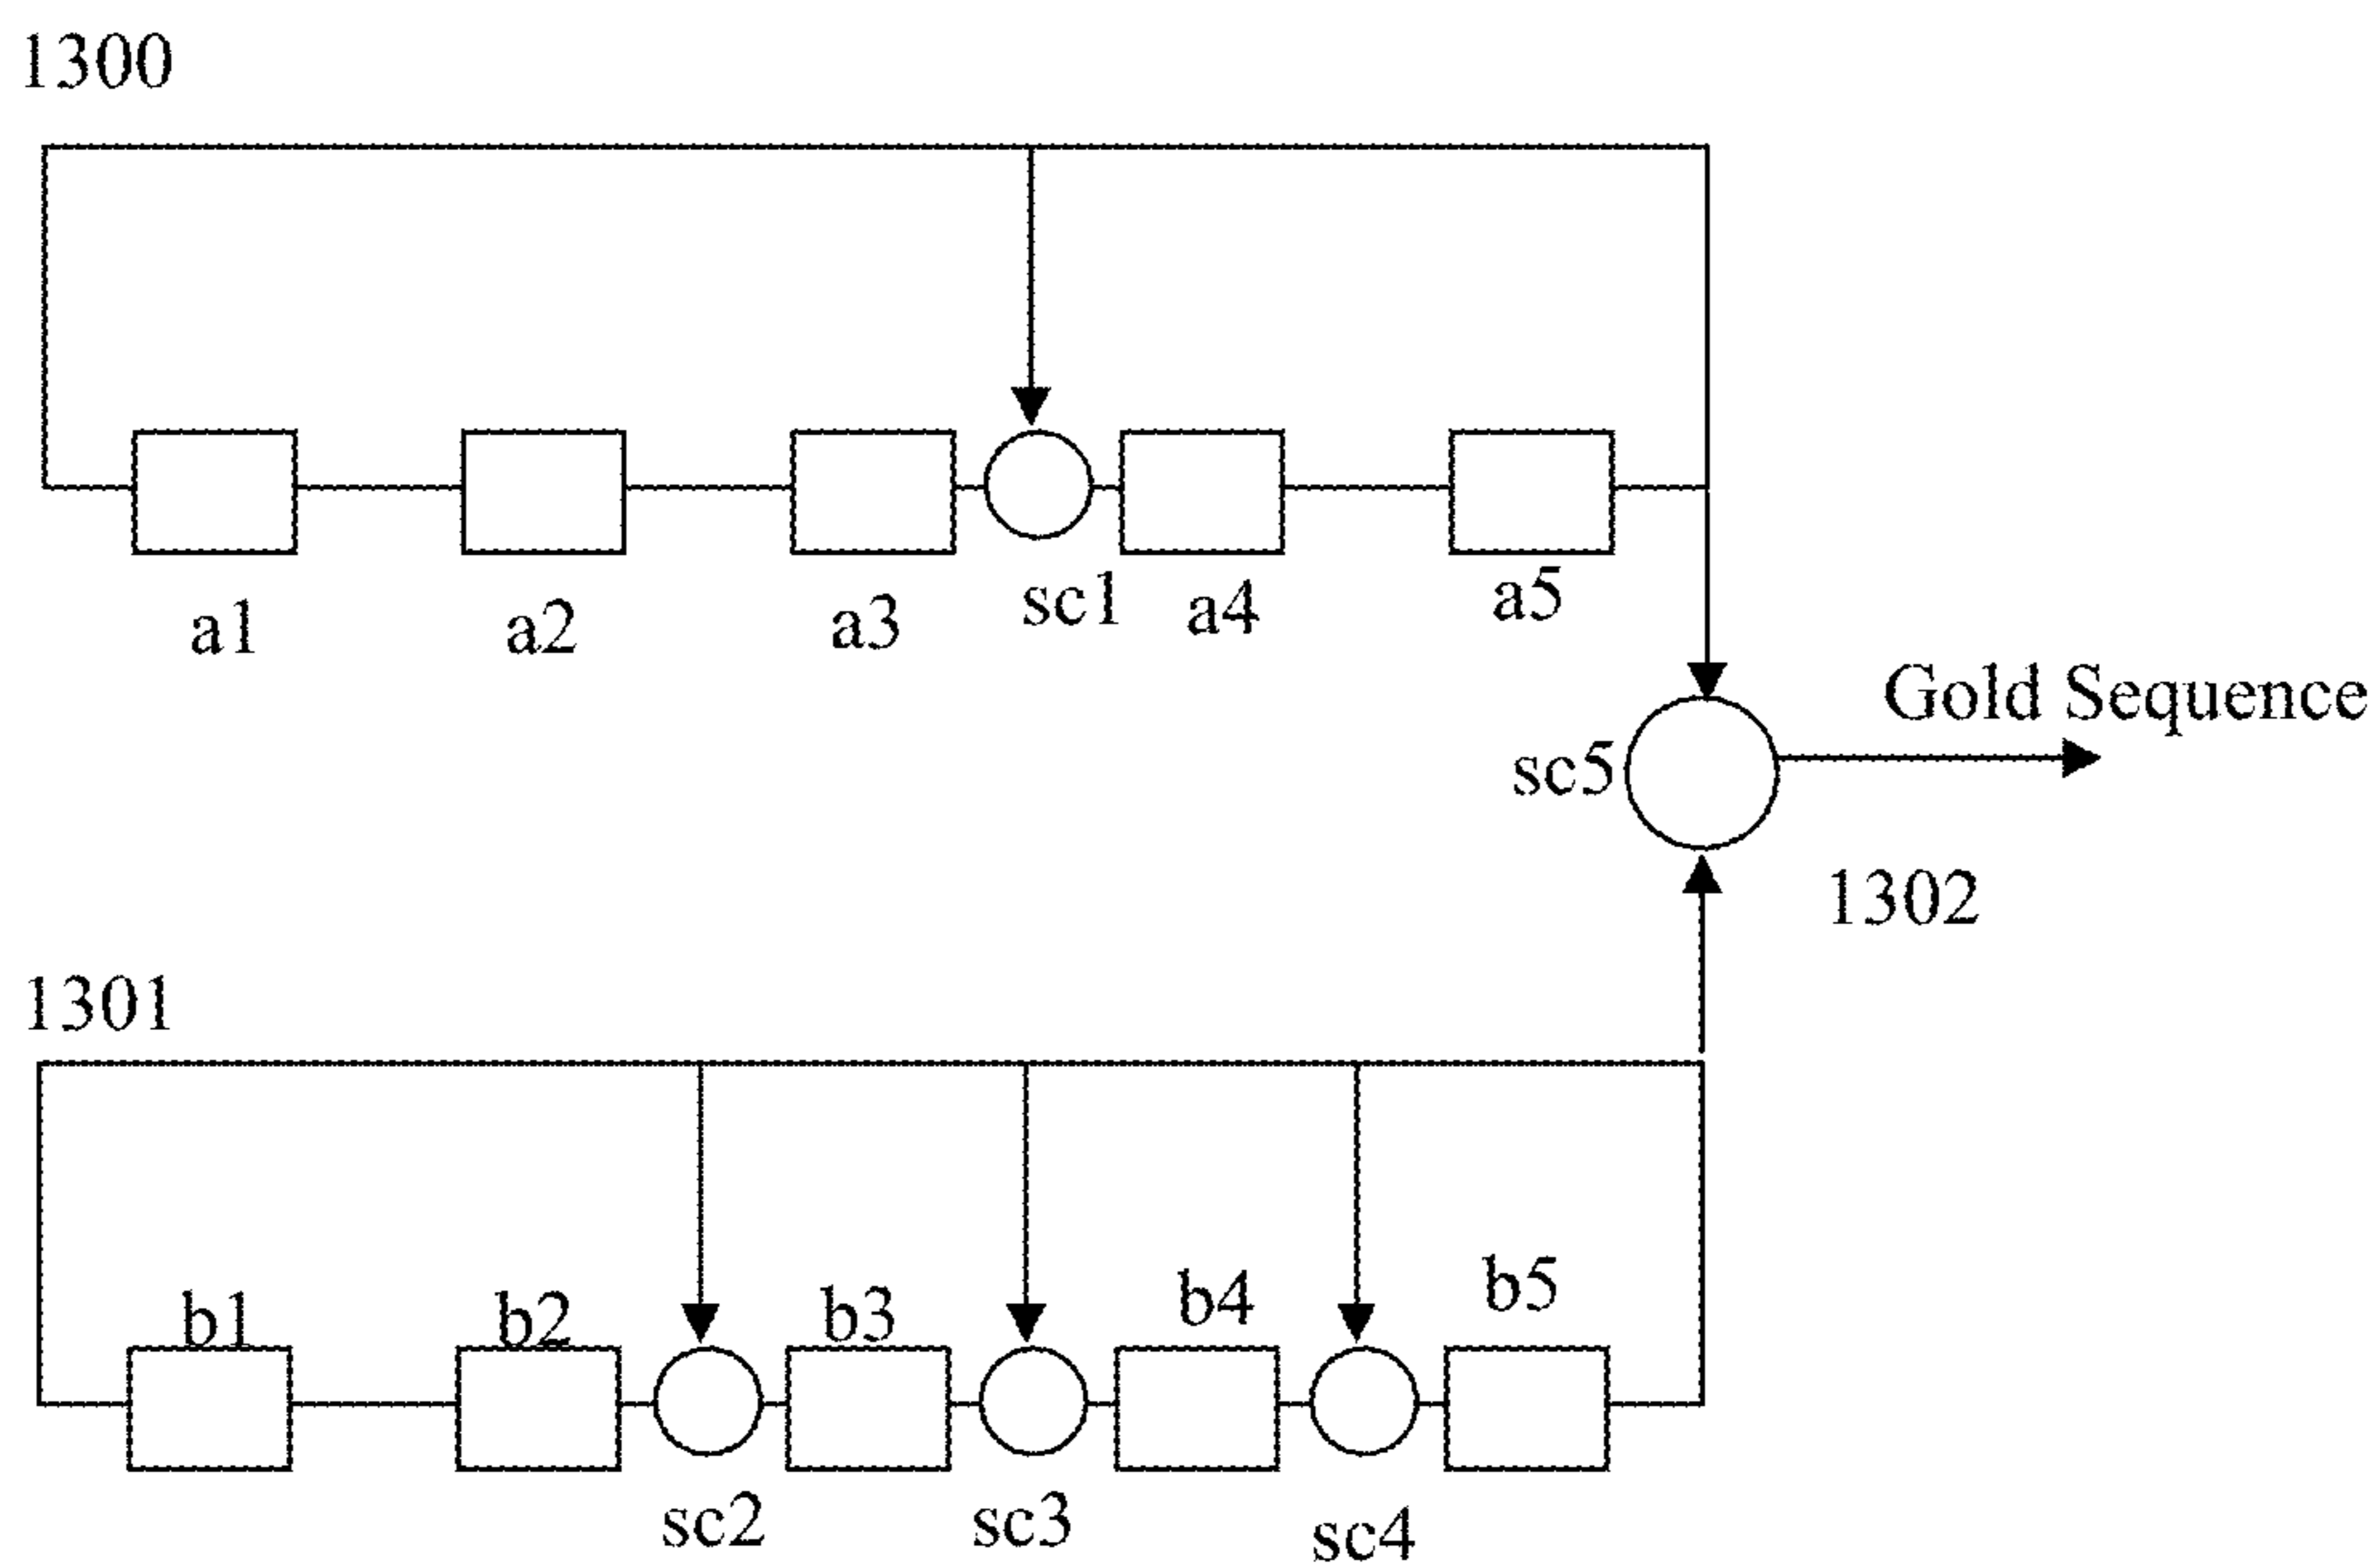 1300
a1
a2
a3
sc1
a4
a5
Gold Sequence
sc5
1302
1301
b1
b2
b3
b4
b5
sc2
sc3
sc4